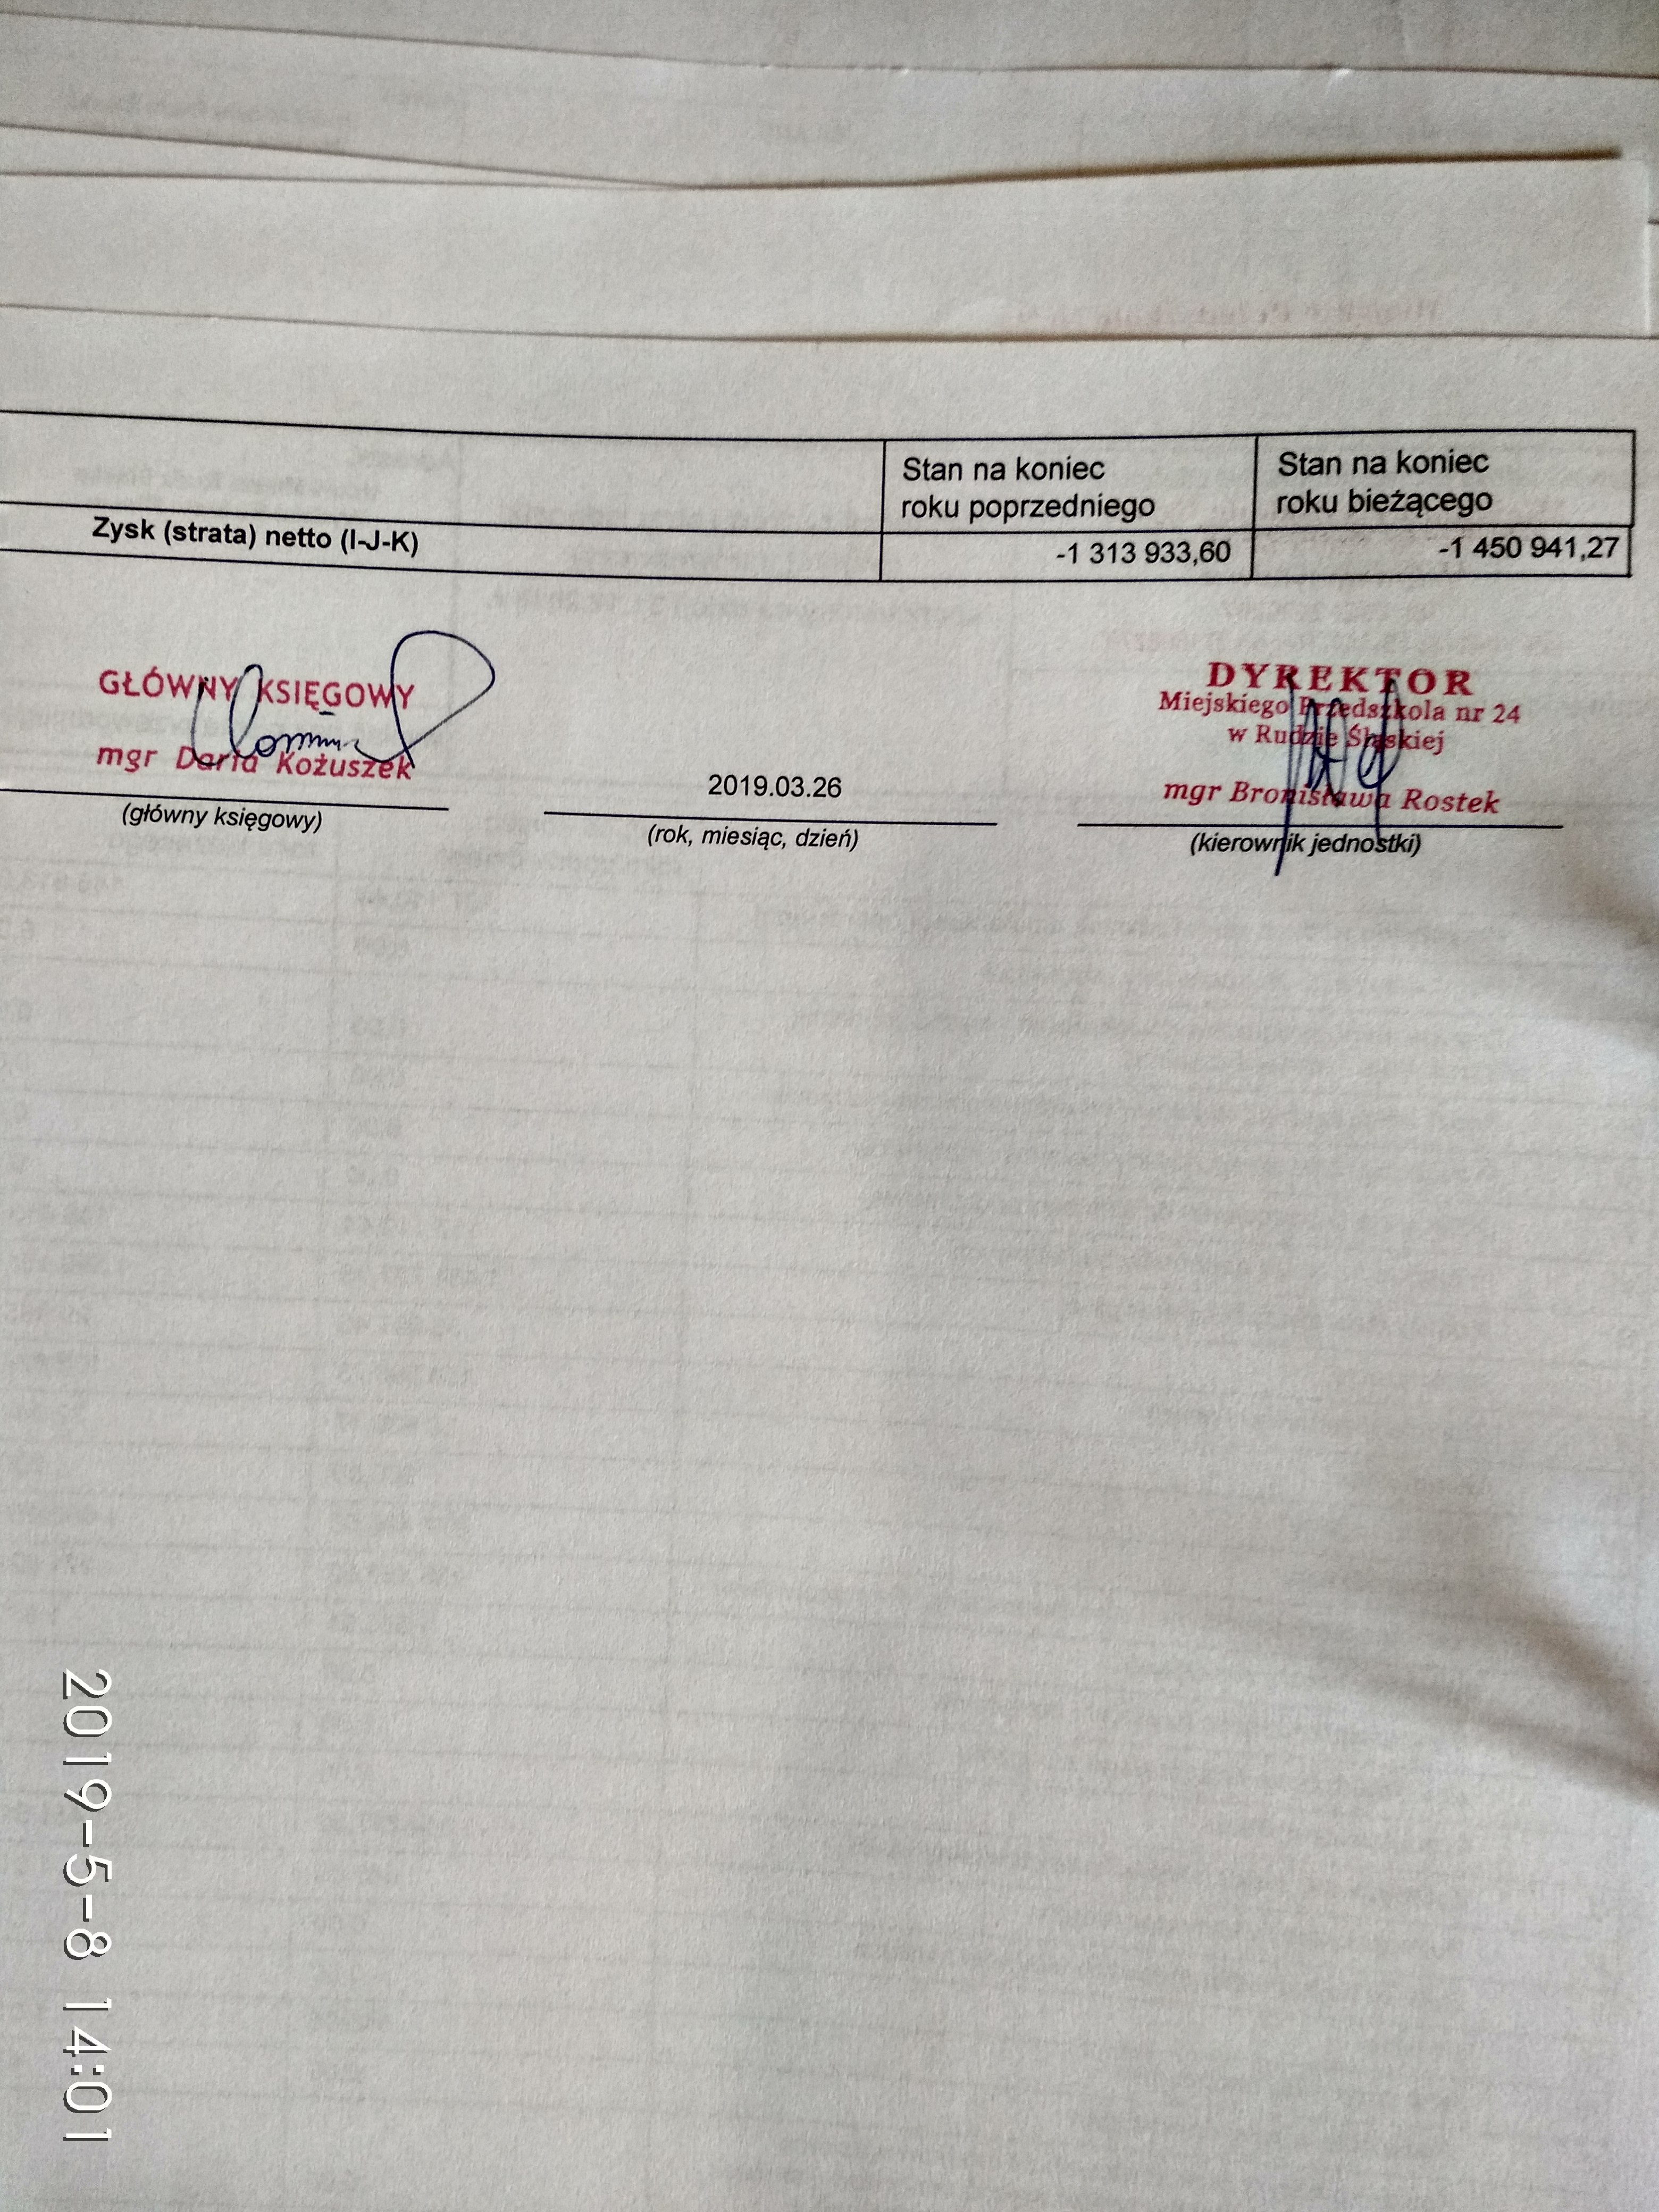 Stan na koniec
roku poprzedniego
Stan na koniec
roku bieżącego
Zysk (strata) netto (I-J-K)
-1 313 933,60
-1 450 941,27
GŁÓWNY KSIĘGOWY
mgr Daria Kożuszek
(główny księgowy)
2019.03.26
(rok, miesiąc, dzień)
DYREKTOR
Miejskiego Przedszkola nr 24
w Rudzie Śląskiej
mgr Bronisława Rostek
(kierownik jednostki)
2019-5-8 14:01